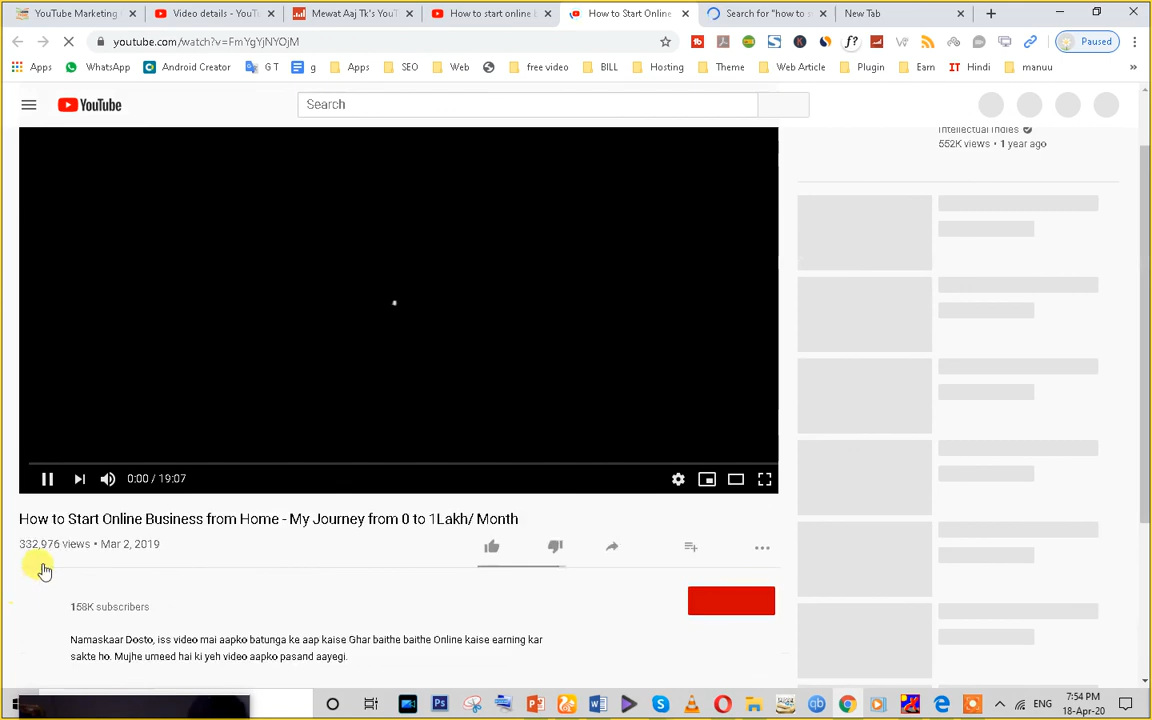 YouTube Marketing
Video details - YouT
Mewat Aaj Tk's YouT
How to start online b
How to Start Online
Search for "how to s
New Tab
youtube.com/watch?v=FmYgYjNYOjM
Paused
Apps
WhatsApp
Android Creator
G T
g
Apps
SEO
Web
free video
BILL
Hosting
Theme
Web Article
Plugin
Earn
IT Hindi
manuu
»
YouTube
Search
Intellectual Indies
552K views • 1 year ago
0:00 / 19:07
How to Start Online Business from Home - My Journey from 0 to 1Lakh/ Month
332,976 views • Mar 2, 2019
158K subscribers
Namaskaar Dosto, iss video mai aapko batunga ke aap kaise Ghar baithe baithe Online kaise earning kar
sakte ho. Mujhe umeed hai ki yeh video aapko pasand aayegi.
ENG
7:54 PM
18-Apr-20